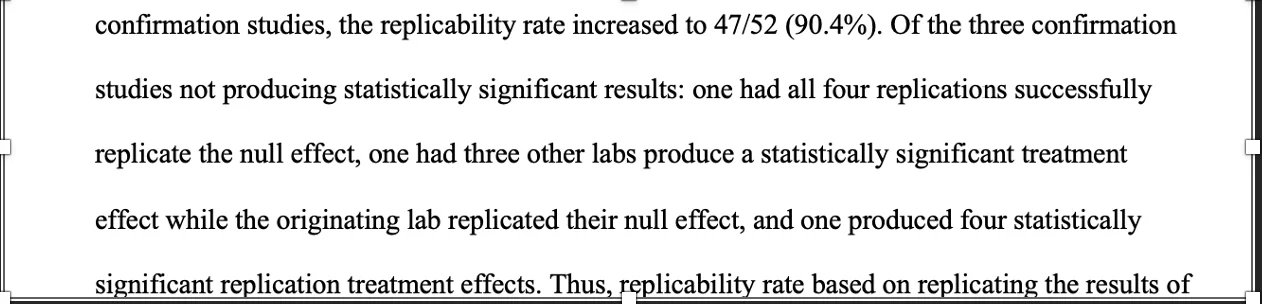 confirmation studies, the replicability rate increased to 47/52 (90.4%). Of the three confirmation
studies not producing statistically significant results: one had all four replications successfully
replicate the null effect, one had three other labs produce a statistically significant treatment
effect while the originating lab replicated their null effect, and one produced four statistically
significant replication treatment effects. Thus, replicability rate based on replicating the results of